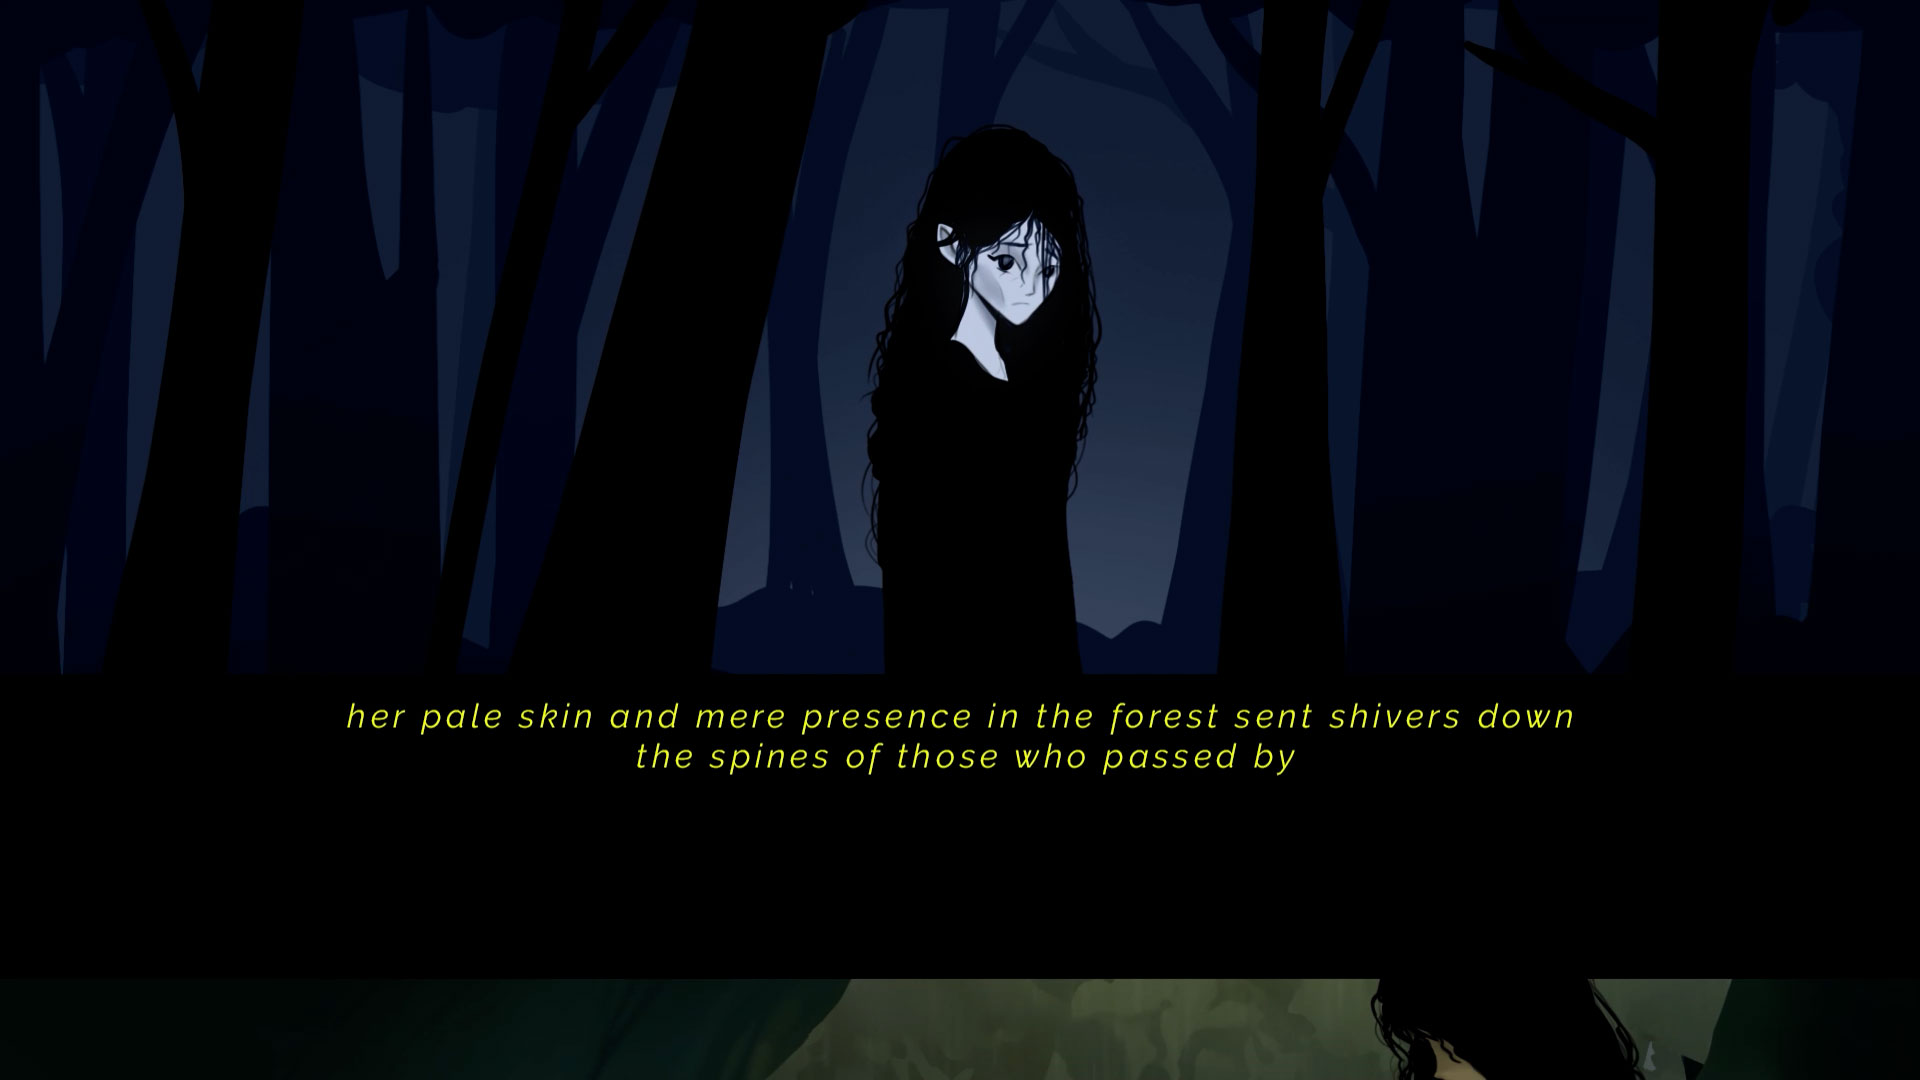 her pale skin and mere presence in the forest sent shivers down
the spines of those who passed by